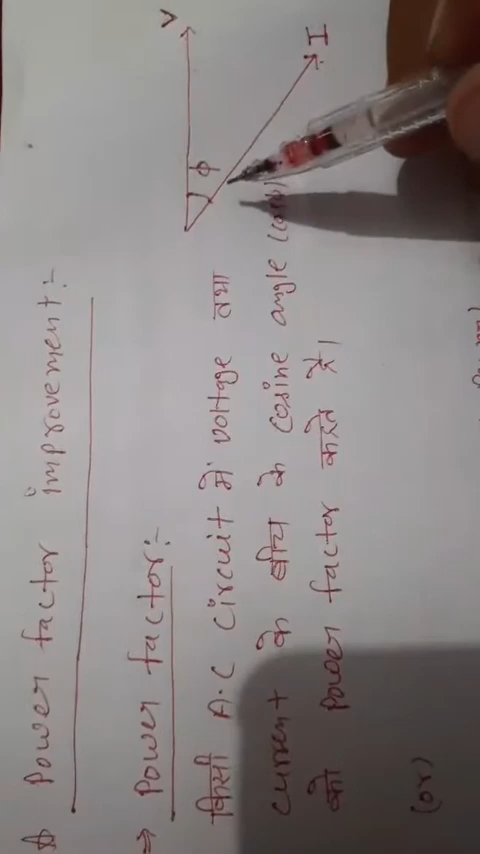 ☆ Power factor improvement:-
⇒ Power factor:-
किसी A.C Circuit में voltage तथा
Current के बीच के Cosine angle (cosϕ)
को Power factor कहते है।
(or)
V
ϕ
I